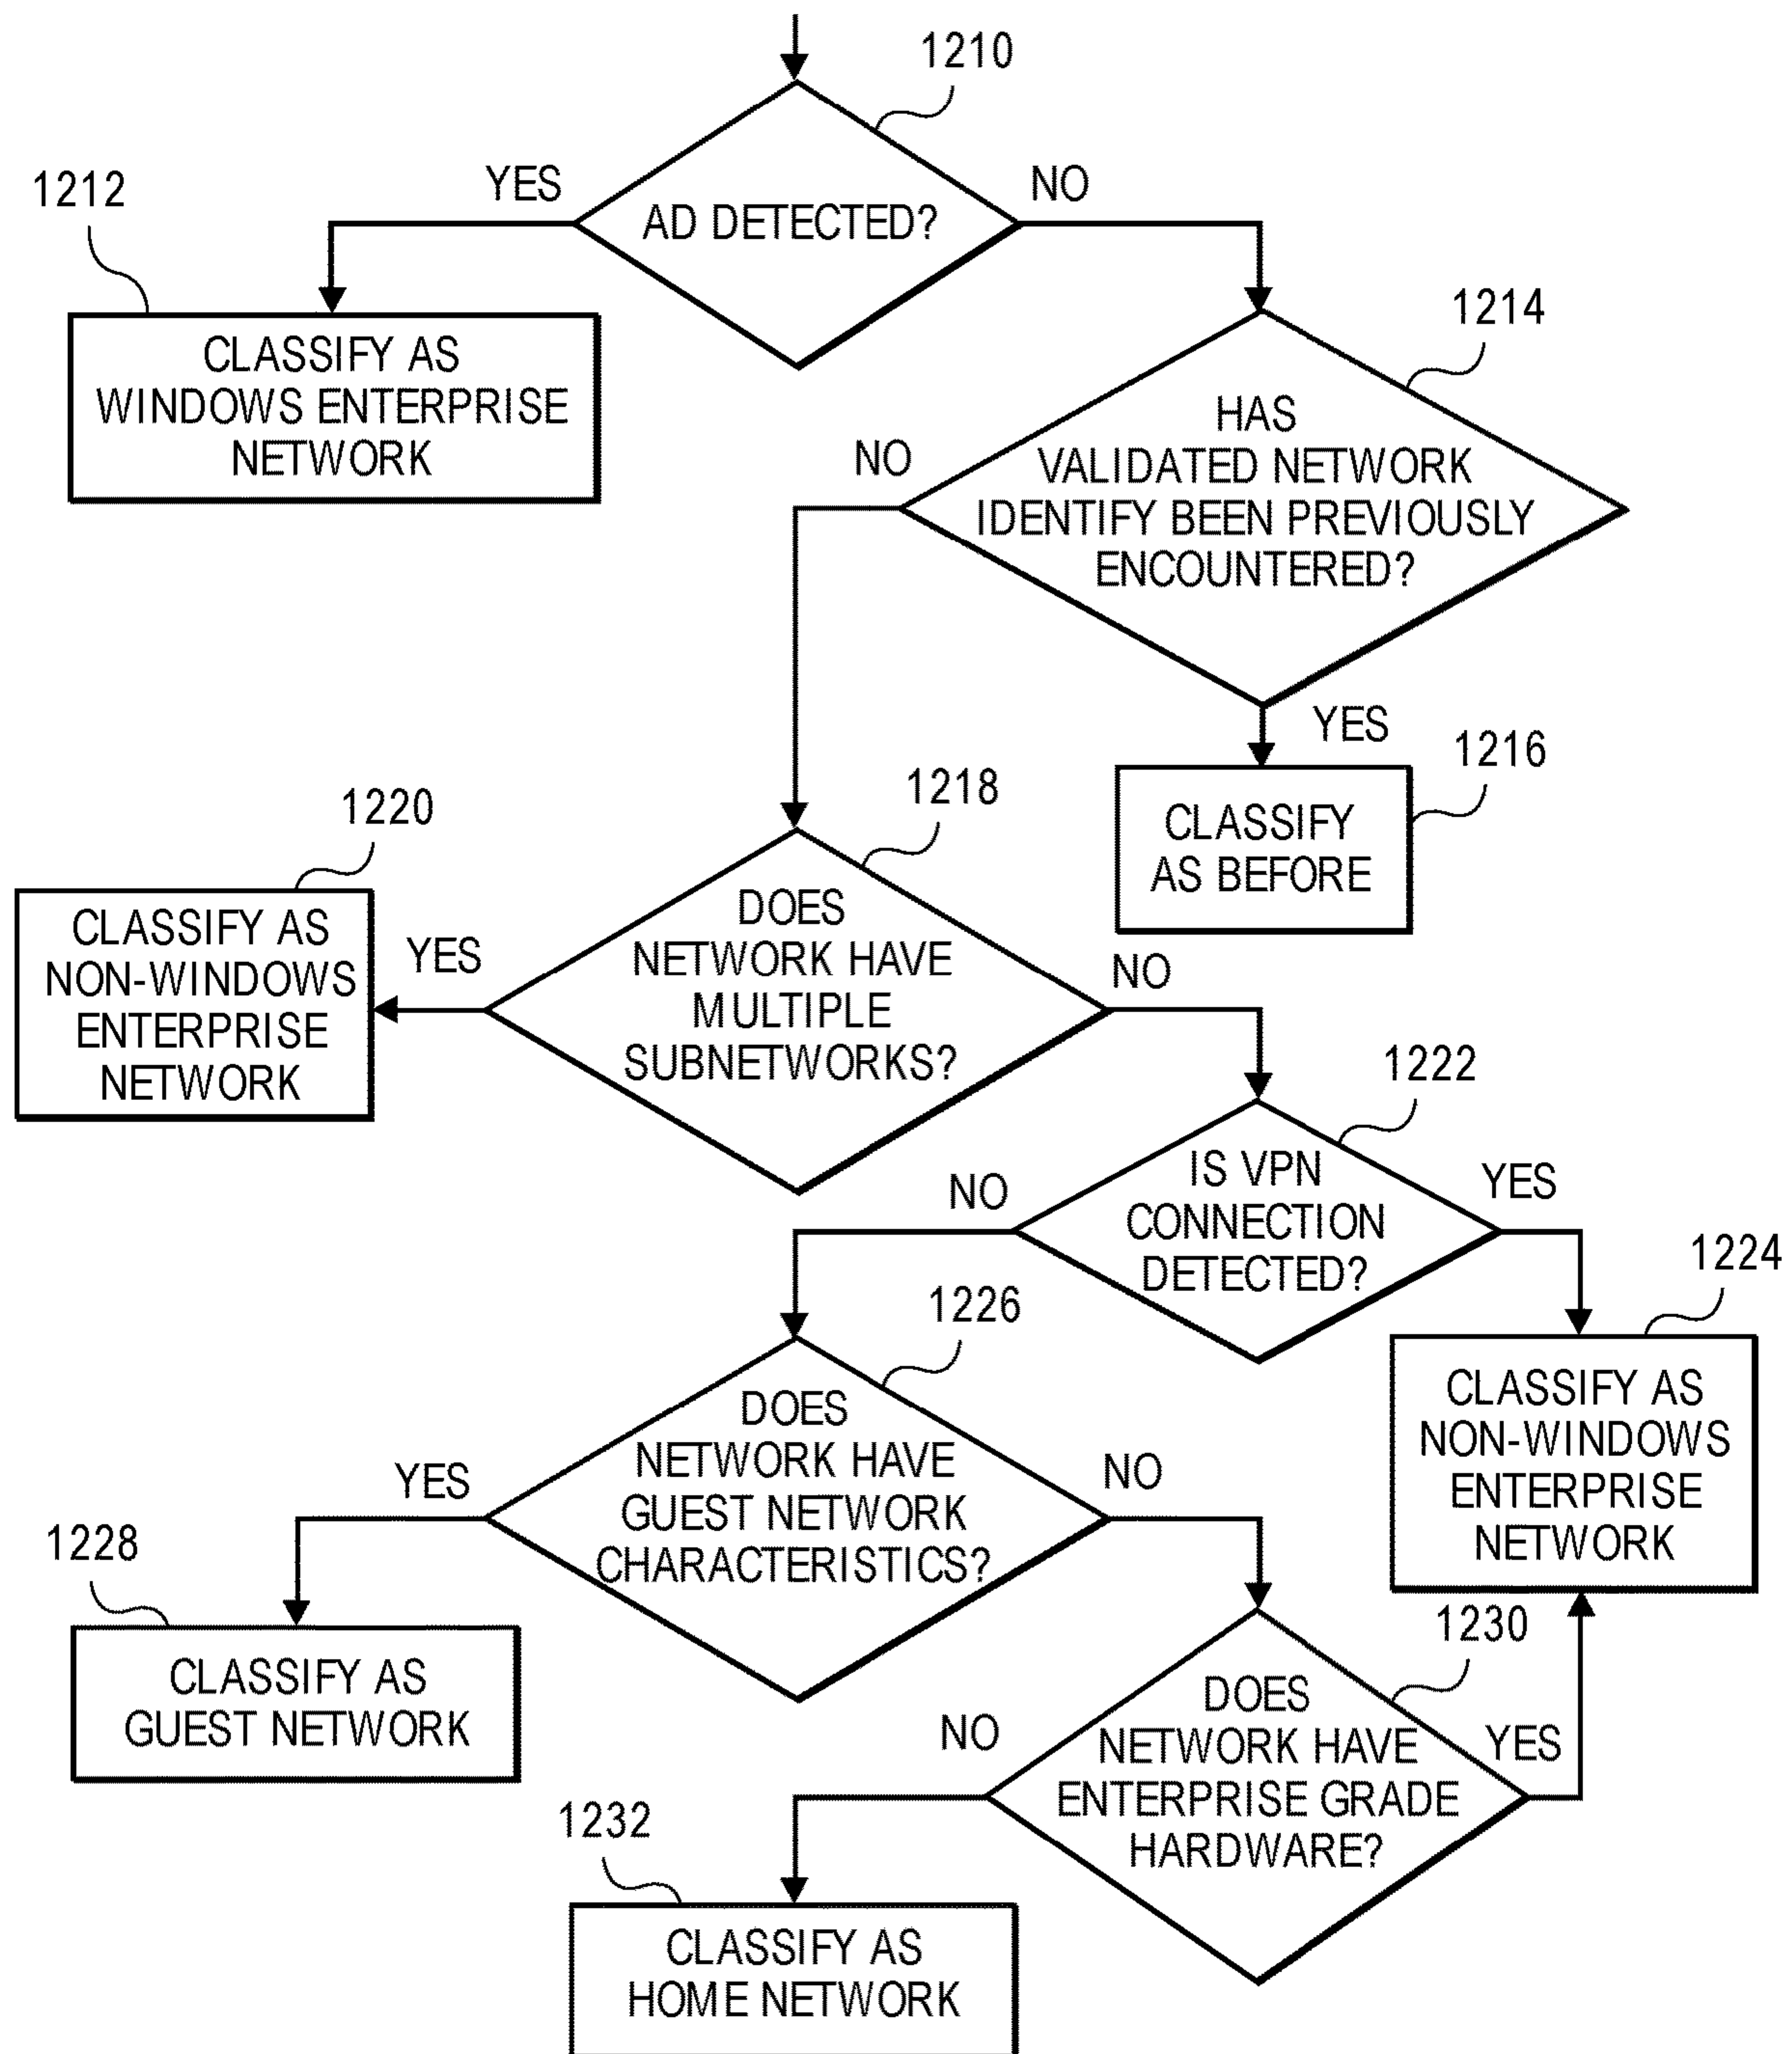 1210
YES
NO
AD DETECTED?
1212
CLASSIFY AS
WINDOWS ENTERPRISE
NETWORK
1214
HAS
VALIDATED NETWORK
IDENTIFY BEEN PREVIOUSLY
ENCOUNTERED?
NO
YES
1216
CLASSIFY
AS BEFORE
1218
DOES
NETWORK HAVE
MULTIPLE
SUBNETWORKS?
YES
NO
1220
CLASSIFY AS
NON-WINDOWS
ENTERPRISE
NETWORK
1222
IS VPN
CONNECTION
DETECTED?
NO
YES
1224
CLASSIFY AS
NON-WINDOWS
ENTERPRISE
NETWORK
1226
DOES
NETWORK HAVE
GUEST NETWORK
CHARACTERISTICS?
YES
NO
1228
CLASSIFY AS
GUEST NETWORK
1230
DOES
NETWORK HAVE
ENTERPRISE GRADE
HARDWARE?
NO
YES
1232
CLASSIFY AS
HOME NETWORK